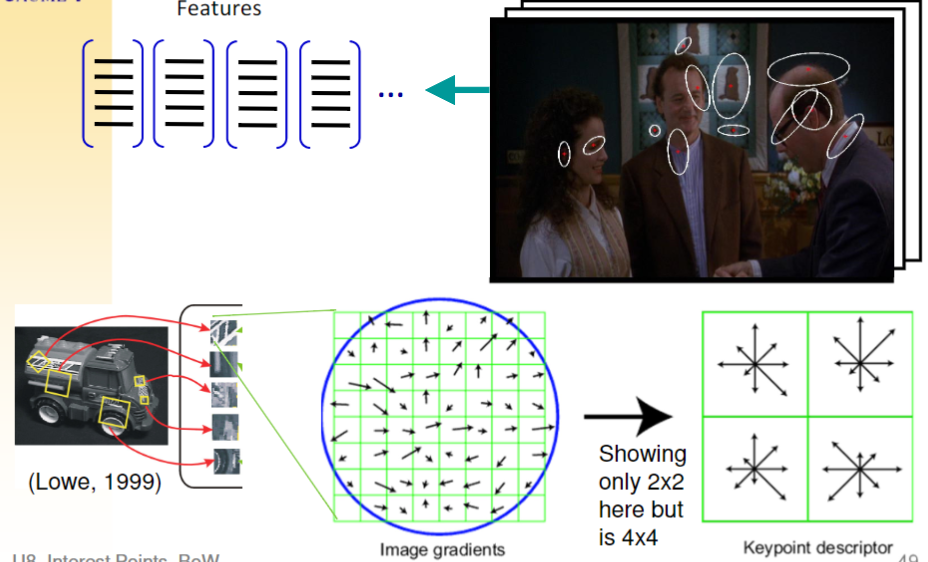 Features
...
(Lowe, 1999)
Showing
only 2x2
here but
is 4x4
Image gradients
Keypoint descriptor
U8 Interest Points, BoW
49